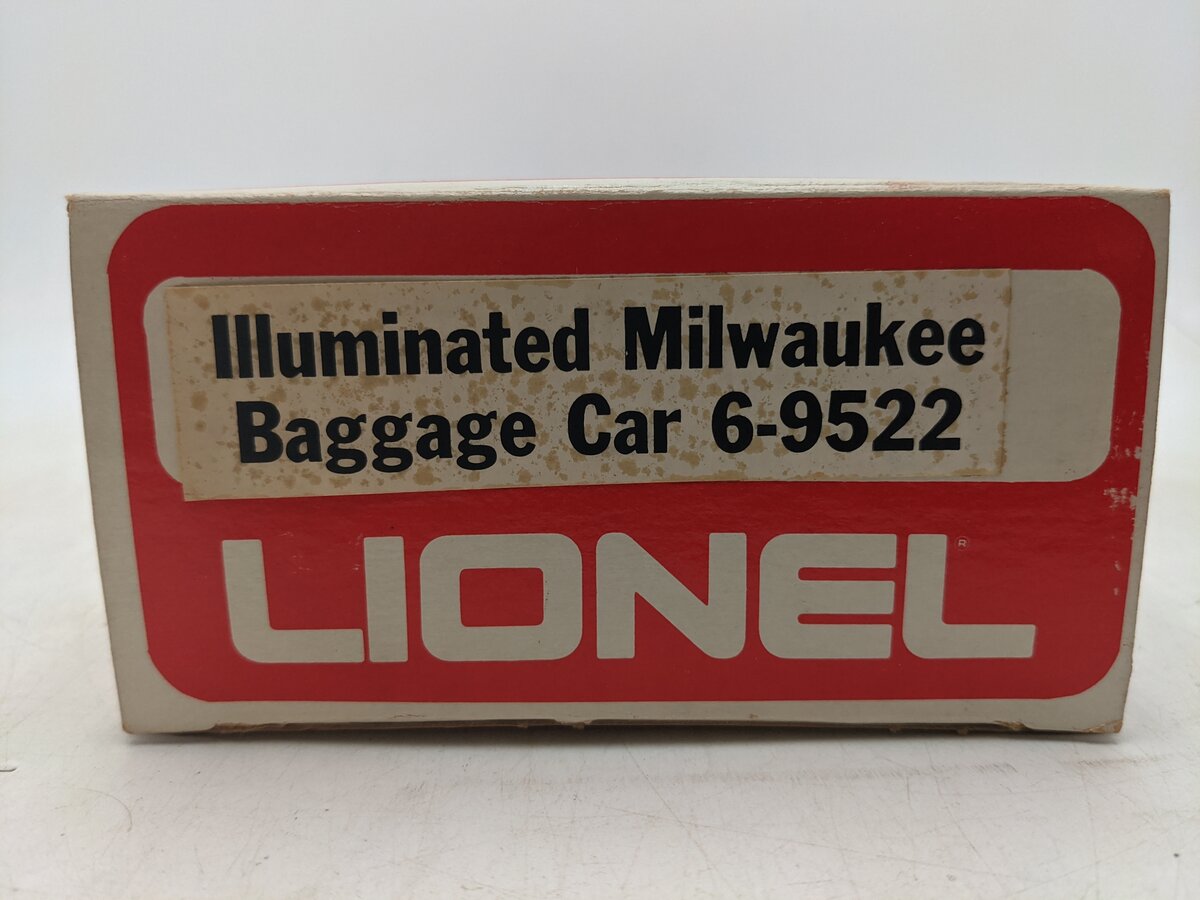 Illuminated Milwaukee
Baggage Car 6-9522
LIONEL®